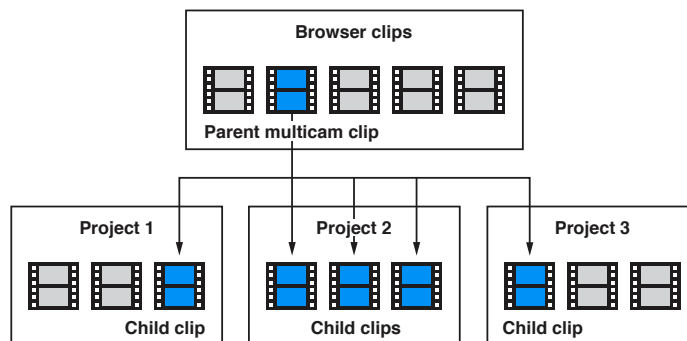 Browser clips
Parent multicam clip
Project 1
Project 2
Project 3
Child clip
Child clips
Child clip